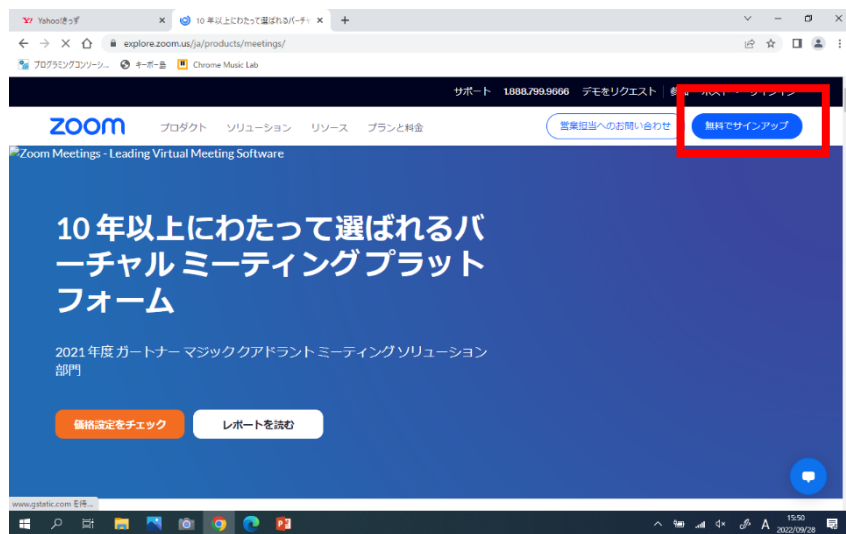 Yahoo!きっず
10 年以上にわたって選ばれるバーチャ
explore.zoom.us/ja/products/meetings/
プログラミングコンソーシ...
キーボー島
Chrome Music Lab
サポート 1.888.799.9666 デモをリクエスト
zoom
プロダクト
ソリューション
リソース
プランと料金
営業担当へのお問い合わせ
無料でサインアップ
Zoom Meetings - Leading Virtual Meeting Software
10 年以上にわたって選ばれるバ
ーチャル ミーティング プラット
フォーム
2021 年度 ガートナー マジック クアドラント ミーティング ソリューション
部門
価格設定をチェック
レポートを読む
www.gstatic.com を待...
A
15:50
2022/09/28